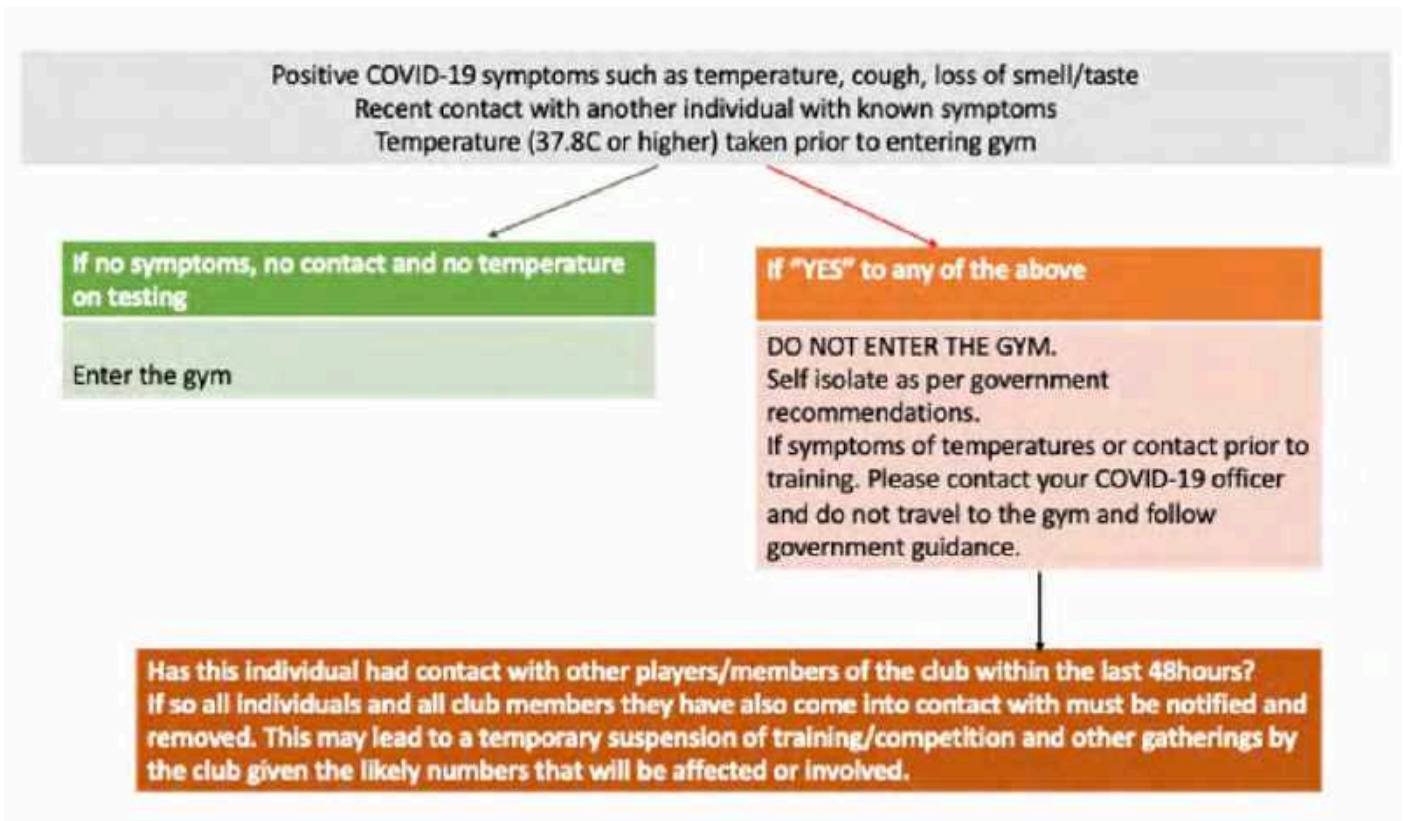 Positive COVID-19 symptoms such as temperature, cough, loss of smell/taste
Recent contact with another individual with known symptoms
Temperature (37.8C or higher) taken prior to entering gym
If no symptoms, no contact and no temperature
on testing
Enter the gym
If "YES" to any of the above
DO NOT ENTER THE GYM.
Self isolate as per government
recommendations.
If symptoms of temperatures or contact prior to
training. Please contact your COVID-19 officer
and do not travel to the gym and follow
government guidance.
Has this individual had contact with other players/members of the club within the last 48hours?
If so all individuals and all club members they have also come into contact with must be notified and
removed. This may lead to a temporary suspension of training/competition and other gatherings by
the club given the likely numbers that will be affected or involved.